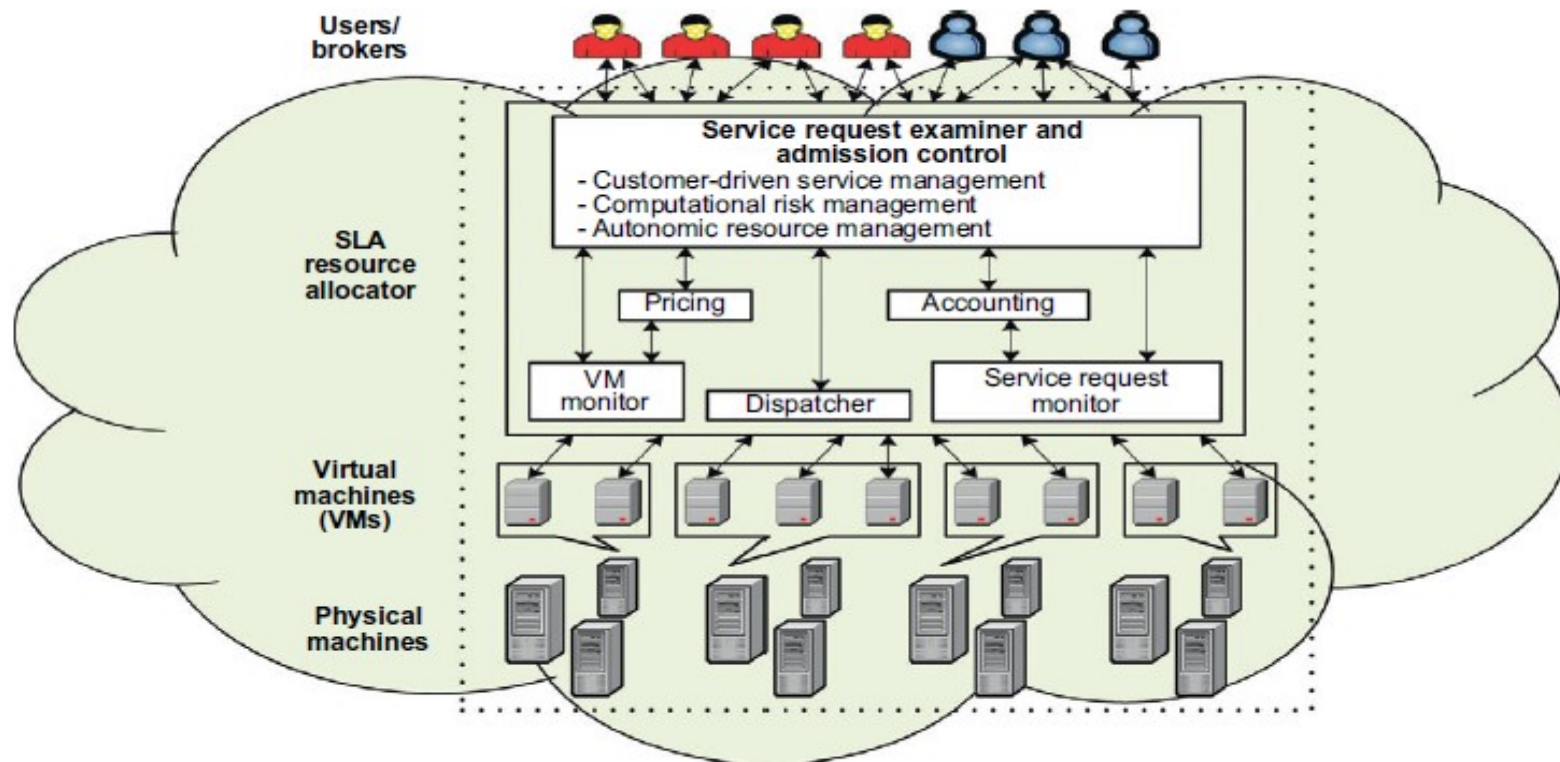 Users/
brokers
Service request examiner and
admission control
- Customer-driven service management
- Computational risk management
- Autonomic resource management
SLA
resource
allocator
Pricing
Accounting
VM
monitor
Dispatcher
Service request
monitor
Virtual
machines
(VMs)
Physical
machines